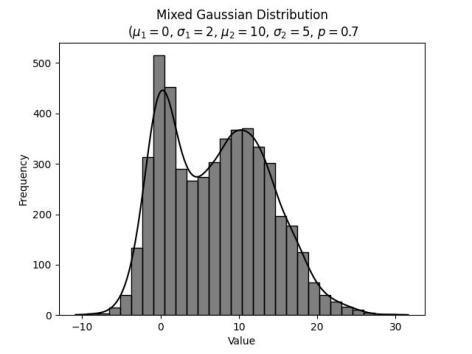 Mixed Gaussian Distribution
(μ₁ = 0, σ₁ = 2, μ₂ = 10, σ₂ = 5, p = 0.7
500
400
300
200
100
0
Frequency
−10 0 10 20 30
Value